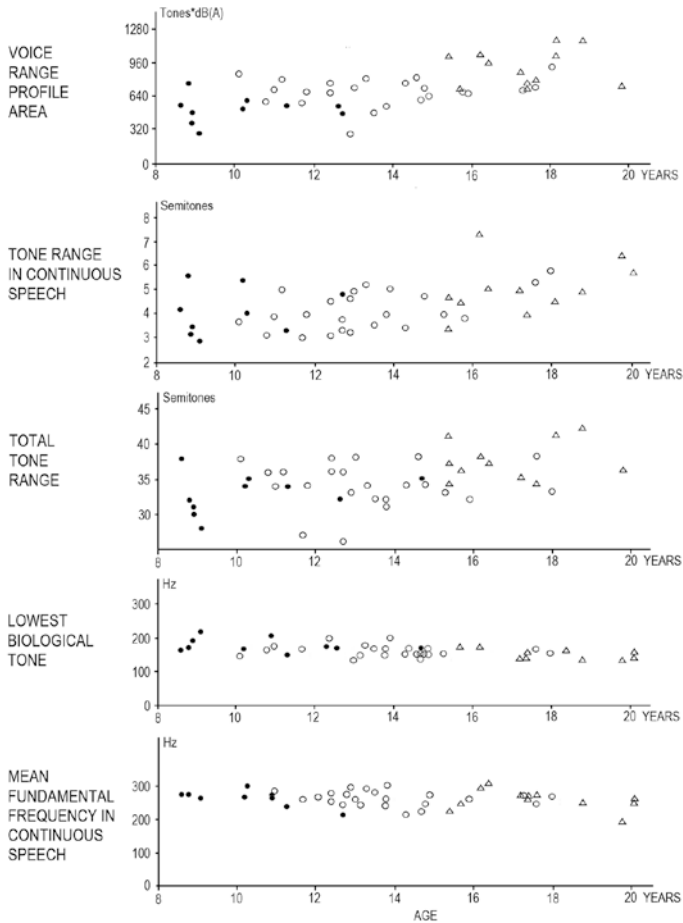 Tones*dB(A)
VOICE
RANGE
PROFILE
AREA
1280
960
640
320
0
8 10 12 14 16 18 20 YEARS
Semitones
TONE RANGE
IN CONTINUOUS
SPEECH
8
7
6
5
4
3
2
8 10 12 14 16 18 20 YEARS
Semitones
TOTAL
TONE
RANGE
45
40
35
30
8 10 12 14 16 18 20 YEARS
Hz
LOWEST
BIOLOGICAL
TONE
300
200
100
0
8 10 12 14 16 18 20 YEARS
Hz
MEAN
FUNDAMENTAL
FREQUENCY IN
CONTINUOUS
SPEECH
300
200
100
0
8 10 12 14 16 18 20 YEARS
AGE